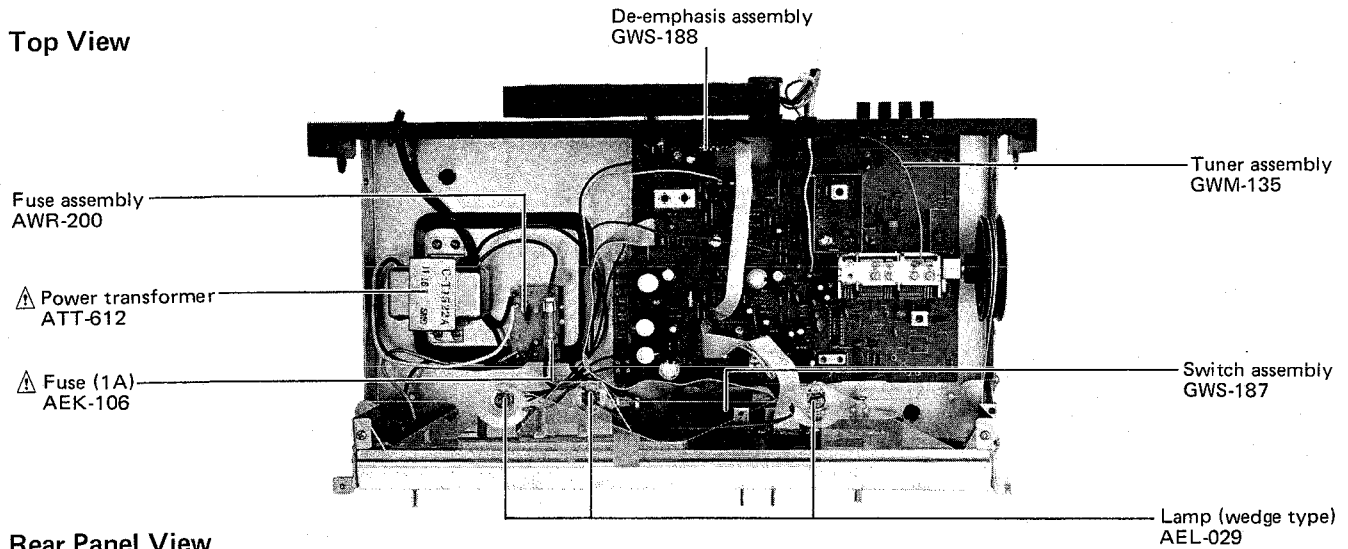 Top View
De-emphasis assembly
GWS-188
Tuner assembly
GWM-135
Fuse assembly
AWR-200
⚠ Power transformer
ATT-612
⚠ Fuse (1A)
AEK-106
Switch assembly
GWS-187
Lamp (wedge type)
AEL-029
Rear Panel View